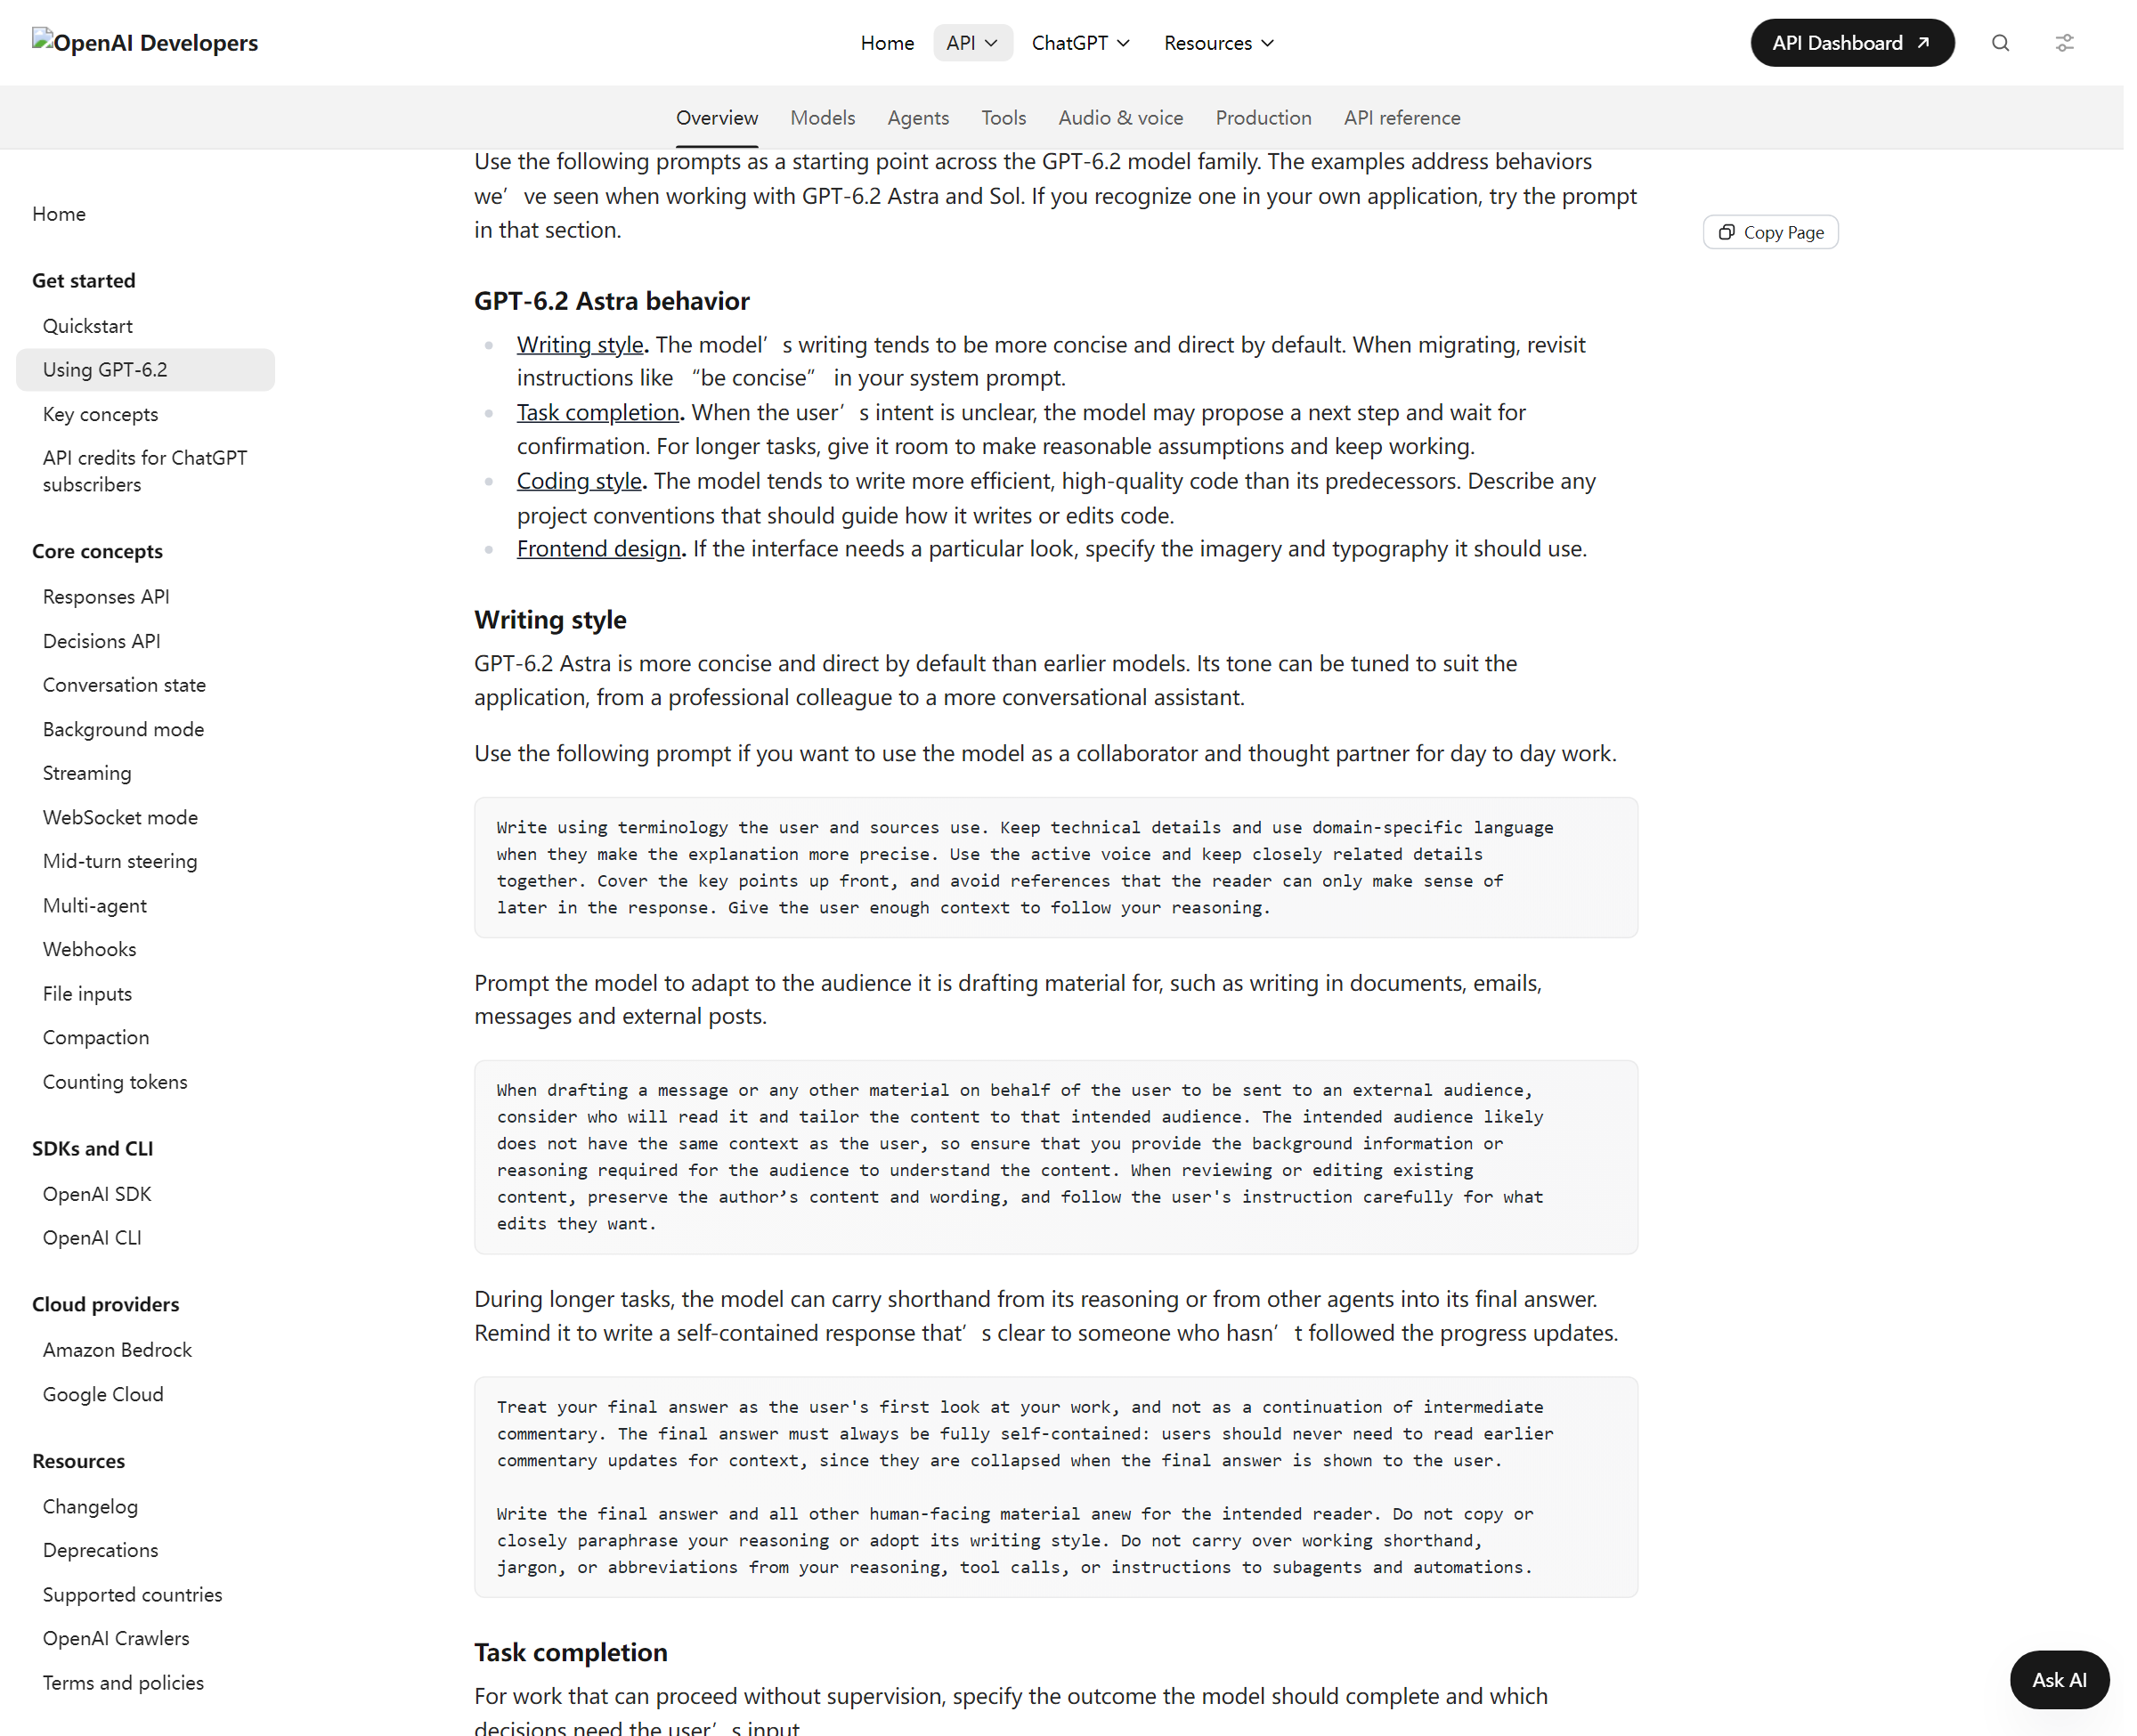 OpenAI Developers
Home
API
ChatGPT
Resources
API Dashboard
Overview
Models
Agents
Tools
Audio & voice
Production
API reference
Home
Get started
Quickstart
Using GPT-6.2
Key concepts
API credits for ChatGPT
subscribers
Core concepts
Responses API
Decisions API
Conversation state
Background mode
Streaming
WebSocket mode
Mid-turn steering
Multi-agent
Webhooks
File inputs
Compaction
Counting tokens
SDKs and CLI
OpenAI SDK
OpenAI CLI
Cloud providers
Amazon Bedrock
Google Cloud
Resources
Changelog
Deprecations
Supported countries
OpenAI Crawlers
Terms and policies
Use the following prompts as a starting point across the GPT-6.2 model family. The examples address behaviors
we’ve seen when working with GPT-6.2 Astra and Sol. If you recognize one in your own application, try the prompt
in that section.
Copy Page
GPT-6.2 Astra behavior
Writing style. The model’s writing tends to be more concise and direct by default. When migrating, revisit
instructions like “be concise” in your system prompt.
Task completion. When the user’s intent is unclear, the model may propose a next step and wait for
confirmation. For longer tasks, give it room to make reasonable assumptions and keep working.
Coding style. The model tends to write more efficient, high-quality code than its predecessors. Describe any
project conventions that should guide how it writes or edits code.
Frontend design. If the interface needs a particular look, specify the imagery and typography it should use.
Writing style
GPT-6.2 Astra is more concise and direct by default than earlier models. Its tone can be tuned to suit the
application, from a professional colleague to a more conversational assistant.
Use the following prompt if you want to use the model as a collaborator and thought partner for day to day work.
Write using terminology the user and sources use. Keep technical details and use domain-specific language
when they make the explanation more precise. Use the active voice and keep closely related details
together. Cover the key points up front, and avoid references that the reader can only make sense of
later in the response. Give the user enough context to follow your reasoning.
Prompt the model to adapt to the audience it is drafting material for, such as writing in documents, emails,
messages and external posts.
When drafting a message or any other material on behalf of the user to be sent to an external audience,
consider who will read it and tailor the content to that intended audience. The intended audience likely
does not have the same context as the user, so ensure that you provide the background information or
reasoning required for the audience to understand the content. When reviewing or editing existing
content, preserve the author’s content and wording, and follow the user's instruction carefully for what
edits they want.
During longer tasks, the model can carry shorthand from its reasoning or from other agents into its final answer.
Remind it to write a self-contained response that’s clear to someone who hasn’t followed the progress updates.
Treat your final answer as the user's first look at your work, and not as a continuation of intermediate
commentary. The final answer must always be fully self-contained: users should never need to read earlier
commentary updates for context, since they are collapsed when the final answer is shown to the user.
Write the final answer and all other human-facing material anew for the intended reader. Do not copy or
closely paraphrase your reasoning or adopt its writing style. Do not carry over working shorthand,
jargon, or abbreviations from your reasoning, tool calls, or instructions to subagents and automations.
Task completion
For work that can proceed without supervision, specify the outcome the model should complete and which
decisions need the user’s input
Ask AI